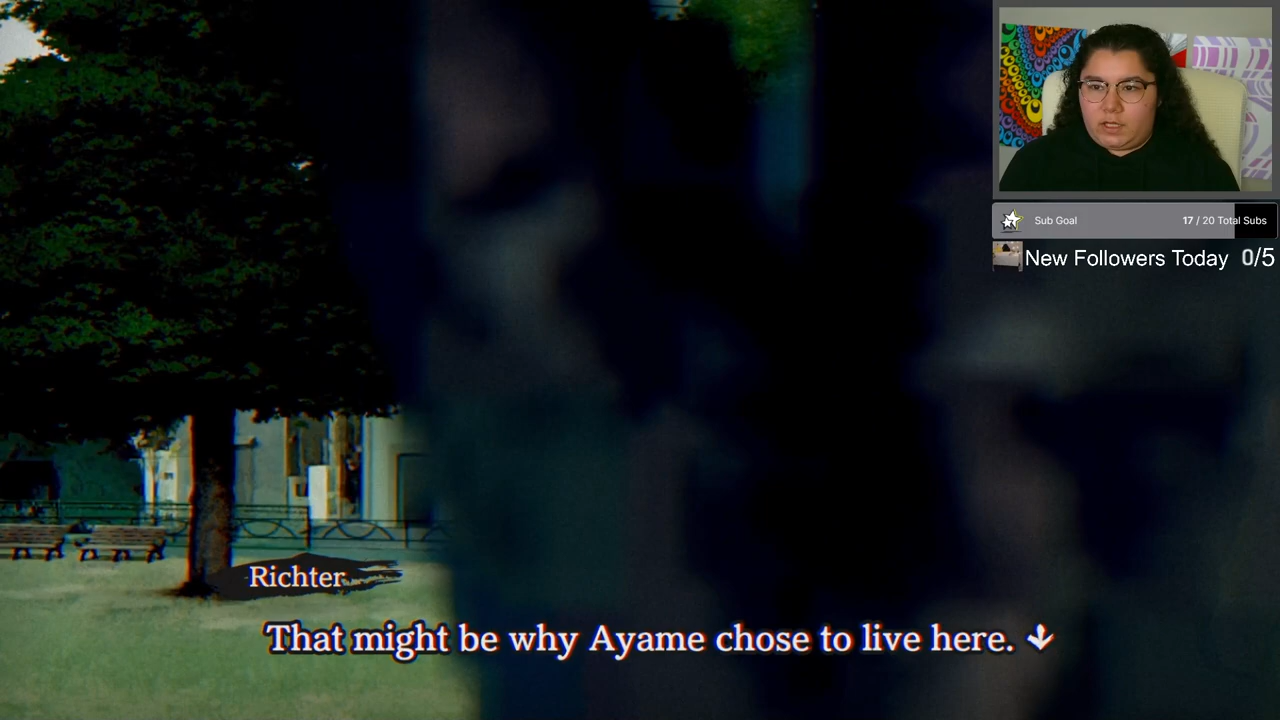 Sub Goal 17 / 20 Total Subs
New Followers Today 0/5
Richter
That might be why Ayame chose to live here.